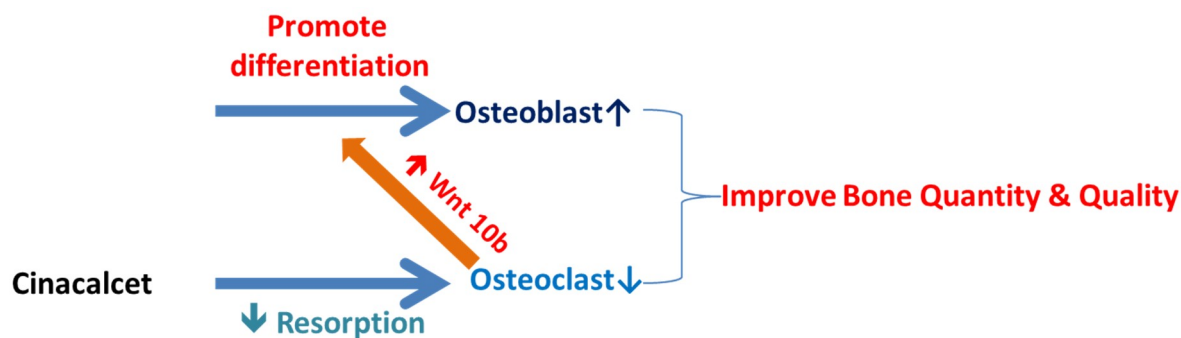 Promote
differentiation
Osteoblast↑
↑ Wnt 10b
Improve Bone Quantity & Quality
Cinacalcet
Osteoclast↓
↓ Resorption